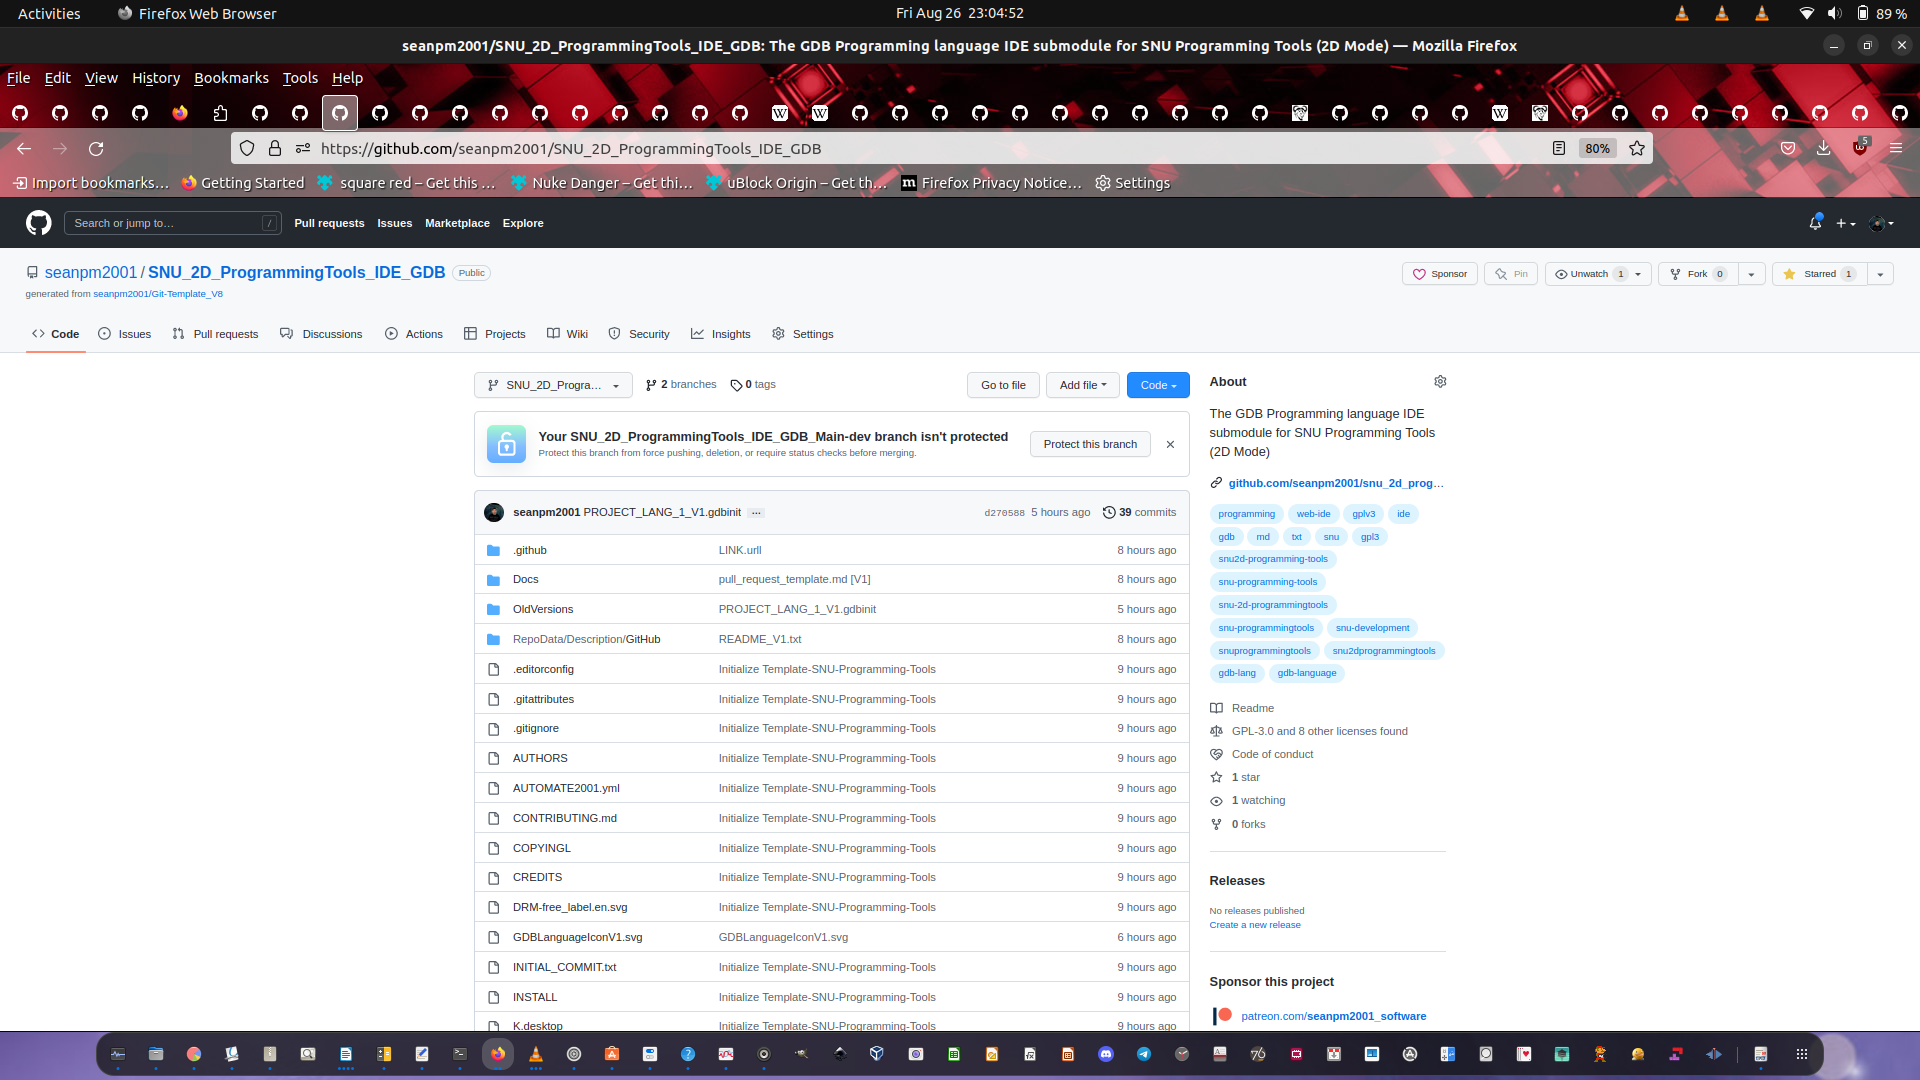 Activities
Firefox Web Browser
Fri Aug 26 23:04:52
89 %
seanpm2001/SNU_2D_ProgrammingTools_IDE_GDB: The GDB Programming language IDE submodule for SNU Programming Tools (2D Mode) — Mozilla Firefox
File Edit View History Bookmarks Tools Help
https://github.com/seanpm2001/SNU_2D_ProgrammingTools_IDE_GDB
80%
5
Import bookmarks… Getting Started square red – Get this … Nuke Danger – Get thi… uBlock Origin – Get th… Firefox Privacy Notice… Settings
Search or jump to… /
Pull requests Issues Marketplace Explore
seanpm2001 / SNU_2D_ProgrammingTools_IDE_GDB Public
generated from seanpm2001/Git-Template_V8
Sponsor Pin Unwatch 1 Fork 0 Starred 1
Code Issues Pull requests Discussions Actions Projects Wiki Security Insights Settings
SNU_2D_Progra… 2 branches 0 tags
Go to file Add file Code
Your SNU_2D_ProgrammingTools_IDE_GDB_Main-dev branch isn't protected
Protect this branch from force pushing, deletion, or require status checks before merging.
Protect this branch
seanpm2001 PROJECT_LANG_1_V1.gdbinit … d270588 5 hours ago 39 commits
.github LINK.urll 8 hours ago
Docs pull_request_template.md [V1] 8 hours ago
OldVersions PROJECT_LANG_1_V1.gdbinit 5 hours ago
RepoData/Description/GitHub README_V1.txt 8 hours ago
.editorconfig Initialize Template-SNU-Programming-Tools 9 hours ago
.gitattributes Initialize Template-SNU-Programming-Tools 9 hours ago
.gitignore Initialize Template-SNU-Programming-Tools 9 hours ago
AUTHORS Initialize Template-SNU-Programming-Tools 9 hours ago
AUTOMATE2001.yml Initialize Template-SNU-Programming-Tools 9 hours ago
CONTRIBUTING.md Initialize Template-SNU-Programming-Tools 9 hours ago
COPYINGL Initialize Template-SNU-Programming-Tools 9 hours ago
CREDITS Initialize Template-SNU-Programming-Tools 9 hours ago
DRM-free_label.en.svg Initialize Template-SNU-Programming-Tools 9 hours ago
GDBLanguageIconV1.svg GDBLanguageIconV1.svg 6 hours ago
INITIAL_COMMIT.txt Initialize Template-SNU-Programming-Tools 9 hours ago
INSTALL Initialize Template-SNU-Programming-Tools 9 hours ago
K.desktop Initialize Template-SNU-Programming-Tools 9 hours ago
About
The GDB Programming language IDE
submodule for SNU Programming Tools
(2D Mode)
github.com/seanpm2001/snu_2d_prog…
programming web-ide gplv3 ide
gdb md txt snu gpl3
snu2d-programming-tools
snu-programming-tools
snu-2d-programmingtools
snu-programmingtools snu-development
snuprogrammingtools snu2dprogrammingtools
gdb-lang gdb-language
Readme
GPL-3.0 and 8 other licenses found
Code of conduct
1 star
1 watching
0 forks
Releases
No releases published
Create a new release
Sponsor this project
patreon.com/seanpm2001_software